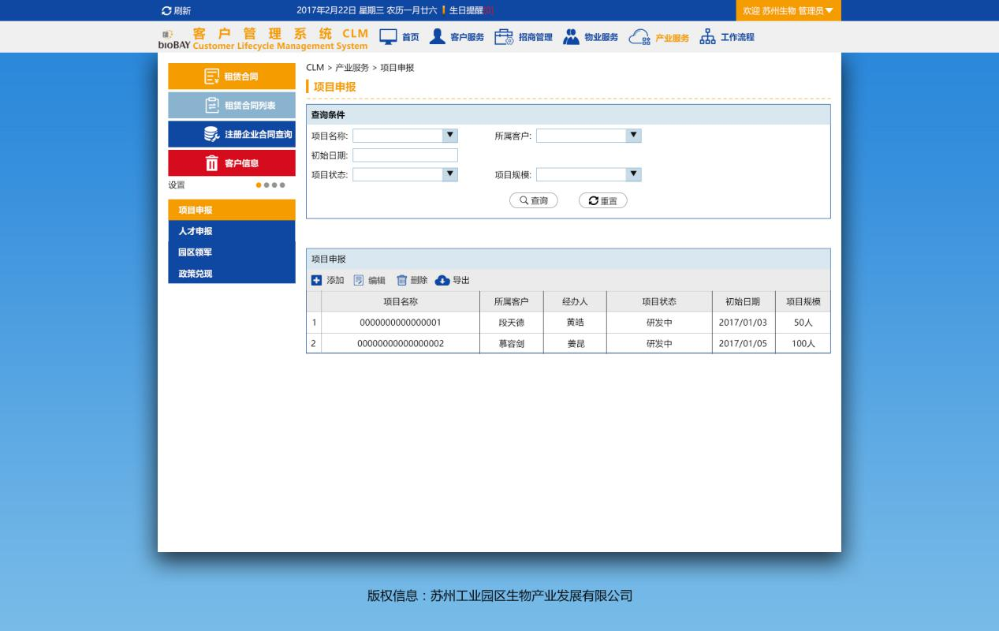 刷新 2017年2月22日 星期三 农历一月廿六 生日提醒[0] 欢迎 苏州生物 管理员
bioBAY 客户管理系统 CLM
Customer Lifecycle Management System
首页 客户服务 招商管理 物业服务 产业服务 工作流程
租赁合同
租赁合同列表
注册企业合同查询
客户信息
设置
项目申报
人才申报
园区领军
政策兑现
CLM > 产业服务 > 项目申报
项目申报
查询条件
项目名称: 所属客户:
初始日期:
项目状态: 项目规模:
查询 重置
项目申报
添加 编辑 删除 导出
项目名称 所属客户 经办人 项目状态 初始日期 项目规模
1 0000000000000001 段天德 黄皓 研发中 2017/01/03 50人
2 00000000000000002 慕容剑 姜昆 研发中 2017/01/05 100人
版权信息：苏州工业园区生物产业发展有限公司